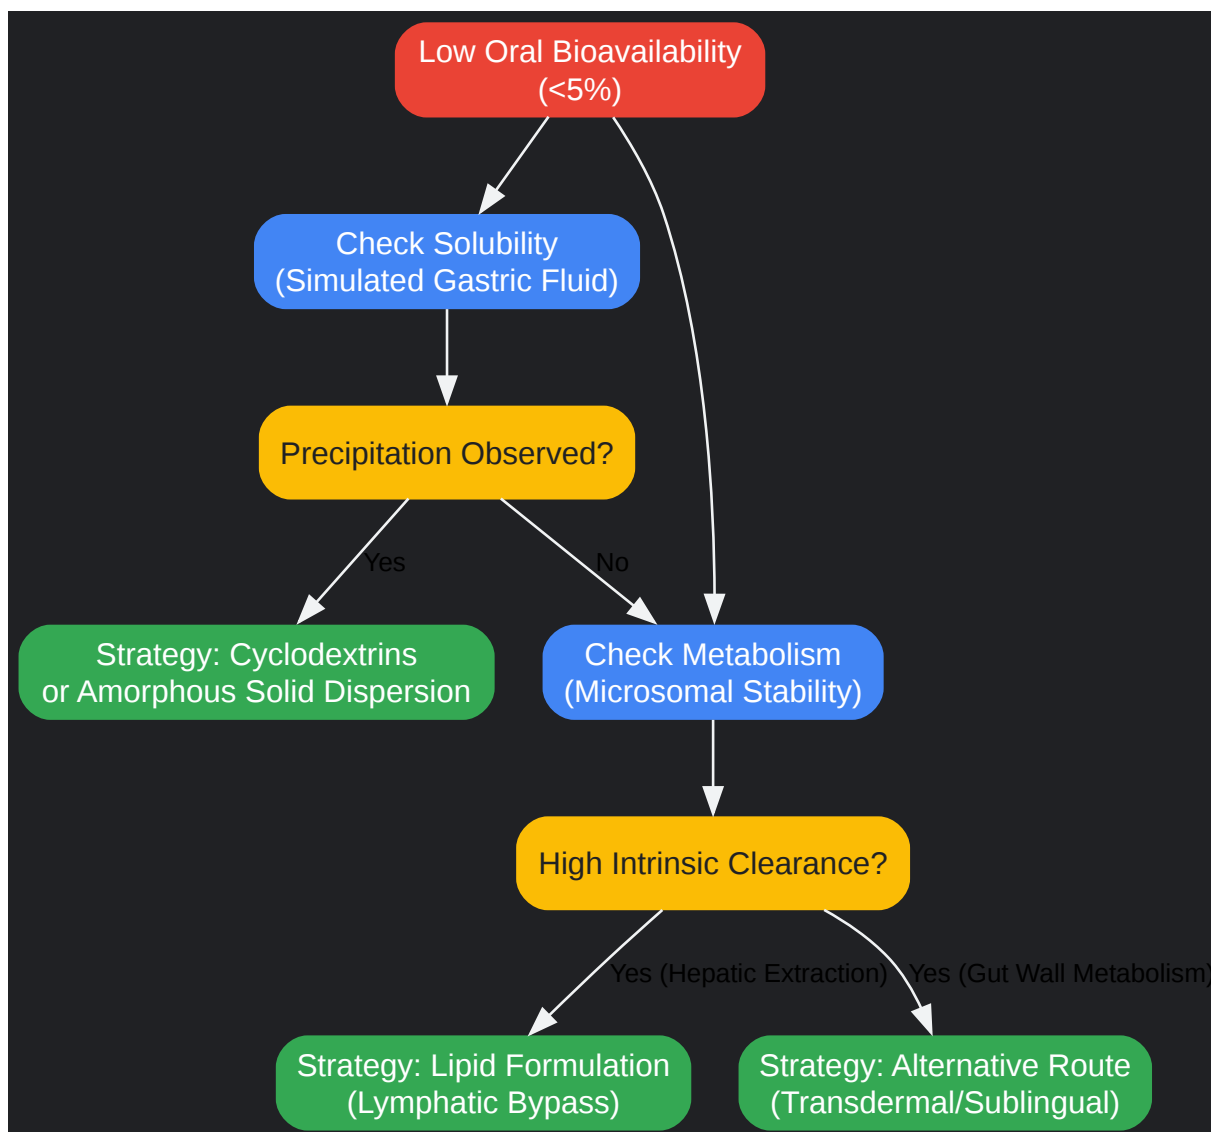 Low Oral Bioavailability
(<5%)
Check Solubility
(Simulated Gastric Fluid)
Precipitation Observed?
Yes
No
Strategy: Cyclodextrins
or Amorphous Solid Dispersion
Check Metabolism
(Microsomal Stability)
High Intrinsic Clearance?
Yes (Hepatic Extraction)
Yes (Gut Wall Metabolism)
Strategy: Lipid Formulation
(Lymphatic Bypass)
Strategy: Alternative Route
(Transdermal/Sublingual)